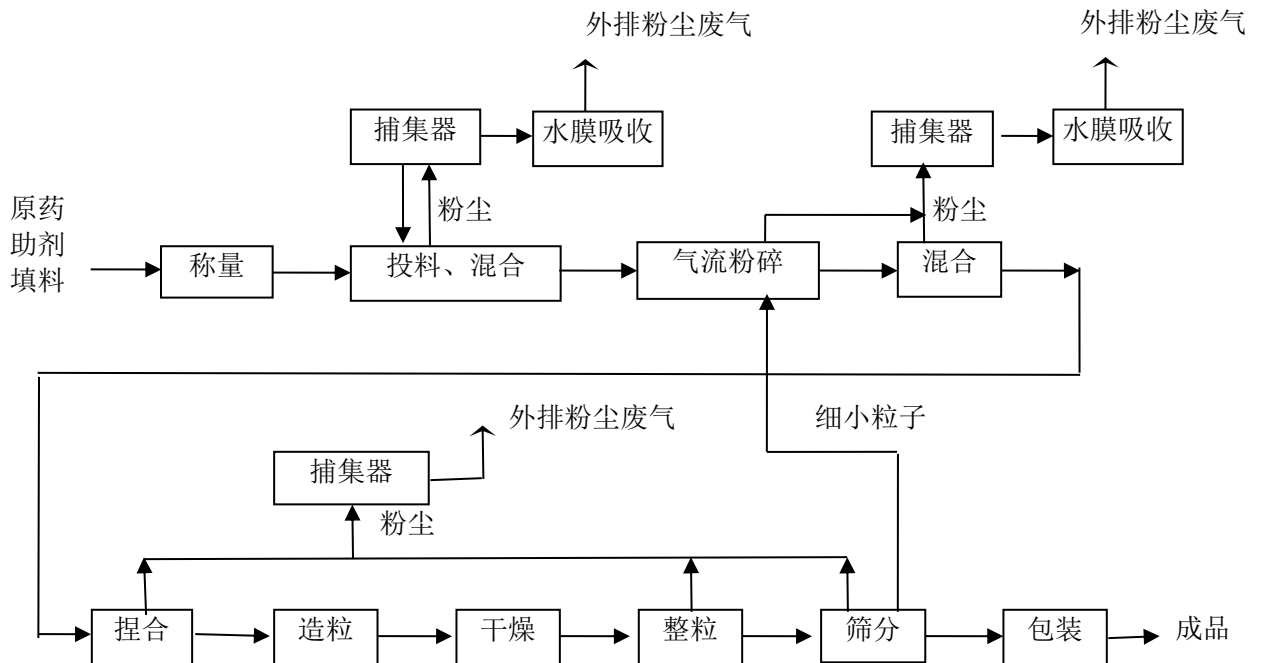 外排粉尘废气
外排粉尘废气
捕集器
水膜吸收
捕集器
水膜吸收
原药
助剂
填料
粉尘
粉尘
称量
投料、混合
气流粉碎
混合
细小粒子
外排粉尘废气
捕集器
粉尘
捏合
造粒
干燥
整粒
筛分
包装
成品